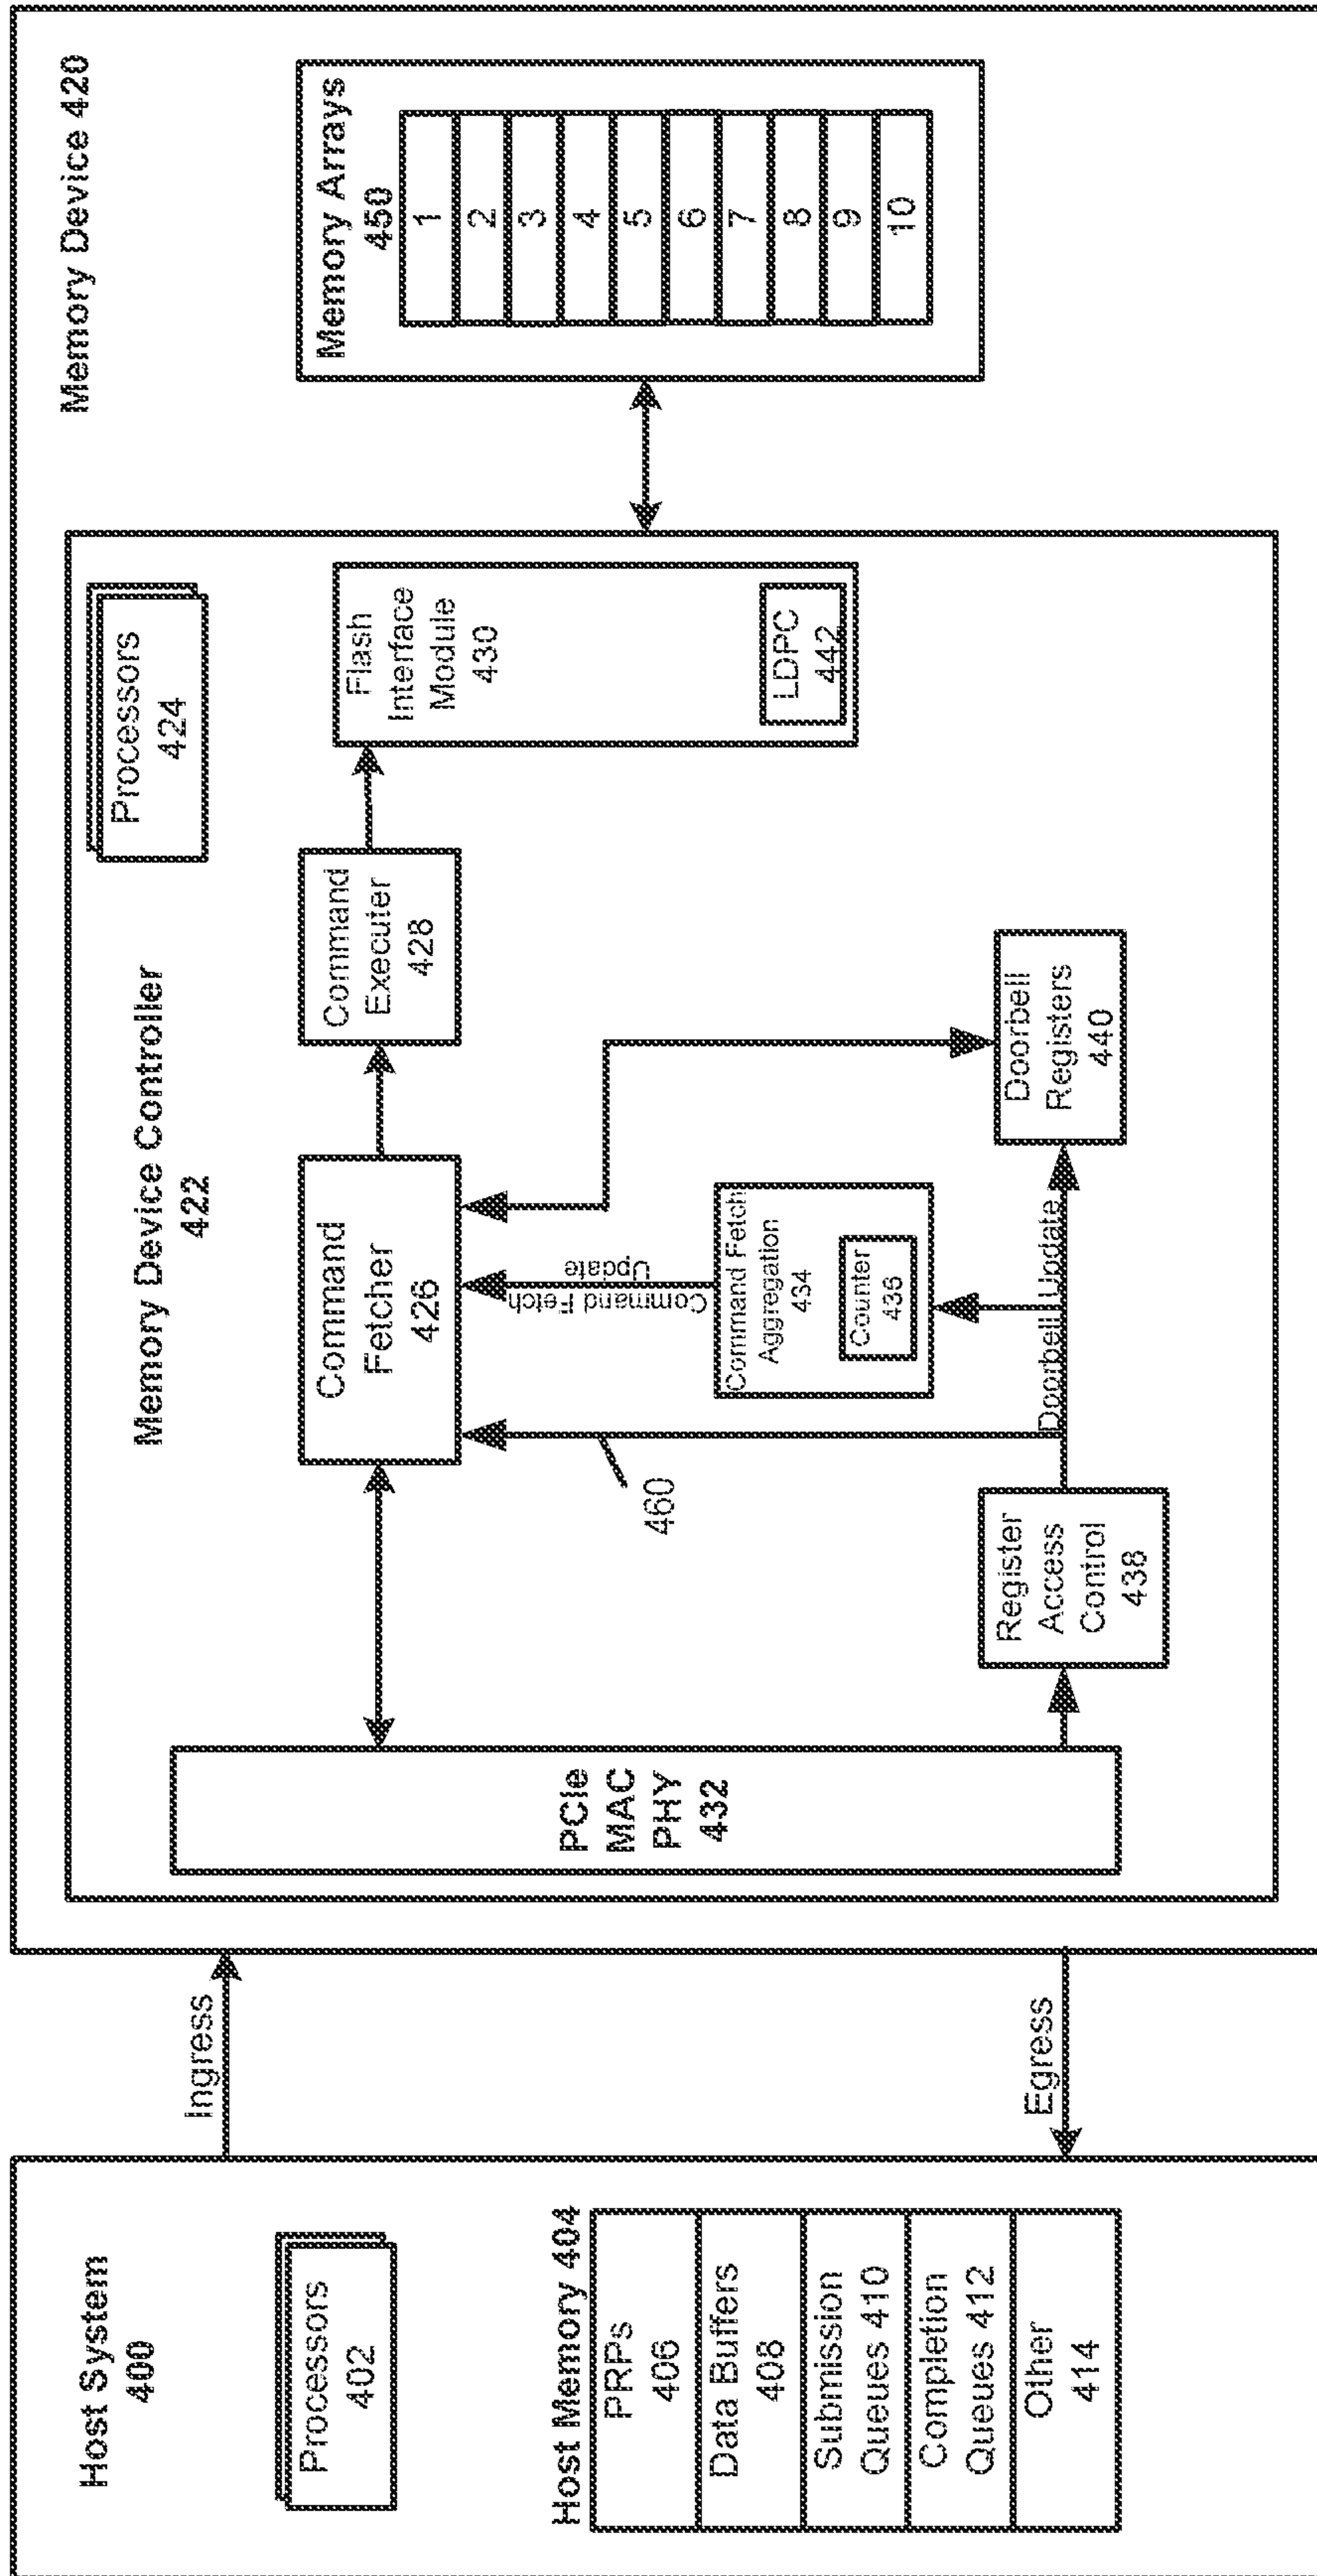 Host System
400
Processors
402
Host Memory 404
PRPs
406
Data Buffers
408
Submission
Queues 410
Completion
Queues 412
Other
414
Ingress
Egress
Memory Device 420
Memory Device Controller
422
Processors
424
PCIe
MAC
PHY
432
Command
Fetcher
426
Command
Executer
428
Flash
Interface
Module
430
LDPC
442
460
Command Fetch
Update
Command Fetch
Aggregation
434
Counter
436
Register
Access
Control
438
Doorbell Update
Doorbell
Registers
440
Memory Arrays
450
1
2
3
4
5
6
7
8
9
10